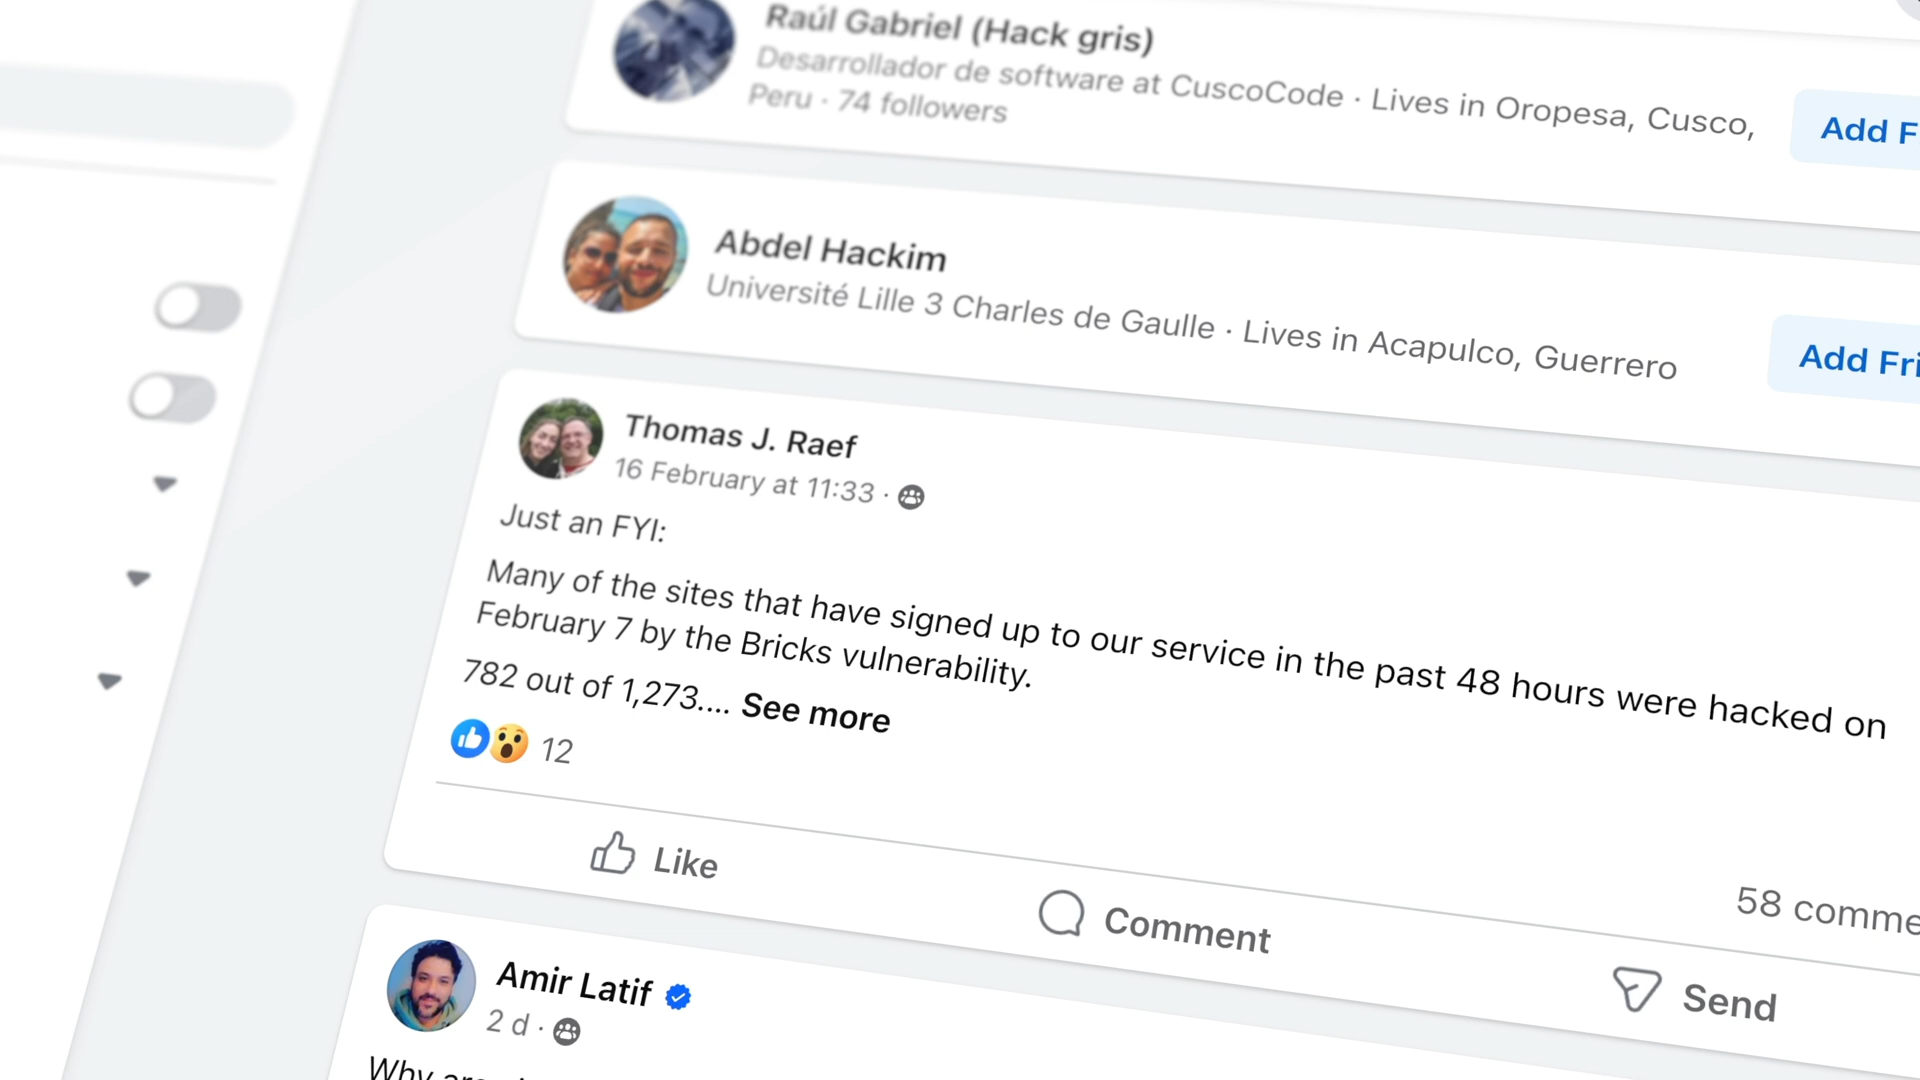 Raúl Gabriel (Hack gris)
Desarrollador de software at CuscoCode · Lives in Oropesa, Cusco,
Peru · 74 followers
Add F
Abdel Hackim
Université Lille 3 Charles de Gaulle · Lives in Acapulco, Guerrero
Add Fri
Thomas J. Raef
16 February at 11:33 ·
Just an FYI:
Many of the sites that have signed up to our service in the past 48 hours were hacked on
February 7 by the Bricks vulnerability.
782 out of 1,273.... See more
12
58 comme
Like
Comment
Send
Amir Latif
2 d ·
Why are